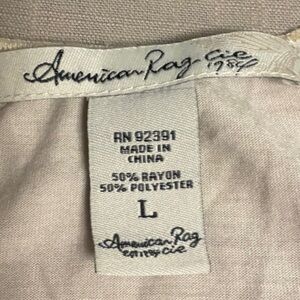 American Rag Cie
1984
RN 92391
MADE IN
CHINA
50% RAYON
50% POLYESTER
L
American Rag
cie